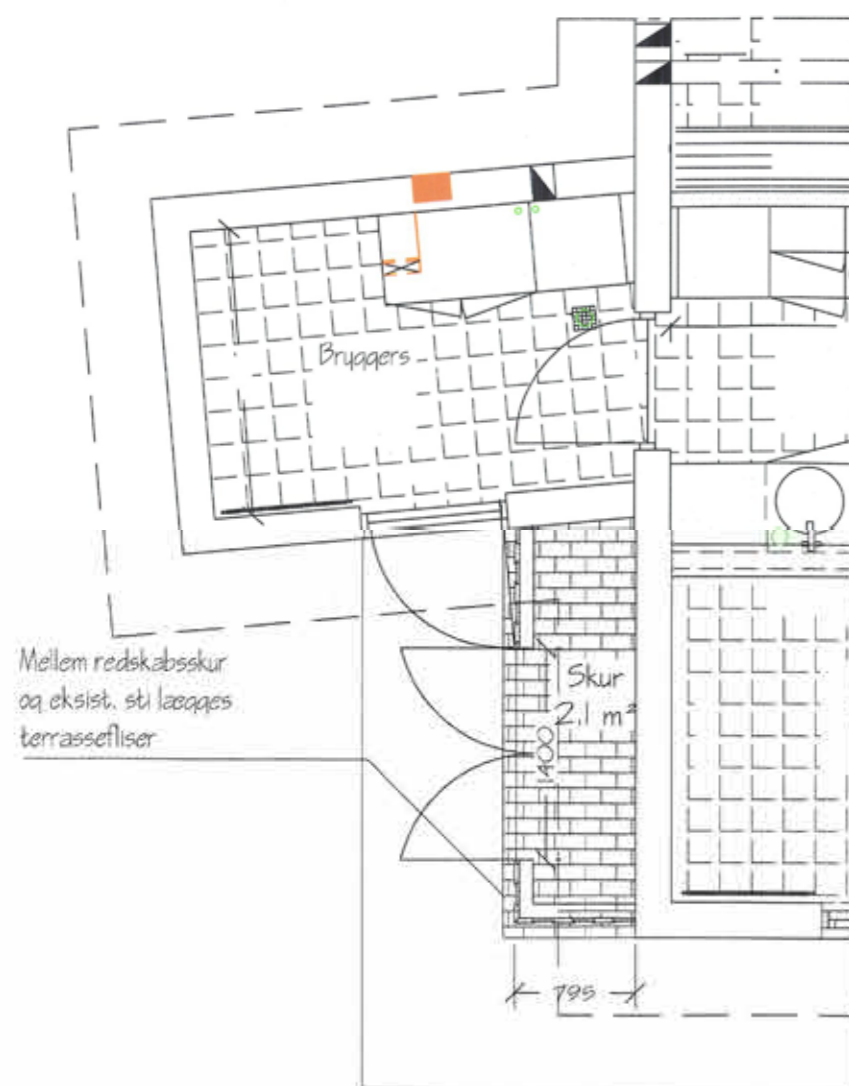 Bryggers
Mellem redskabsskur
og eksist. sti lægges
terrassefliser
Skur
2,1 m²
1400
795